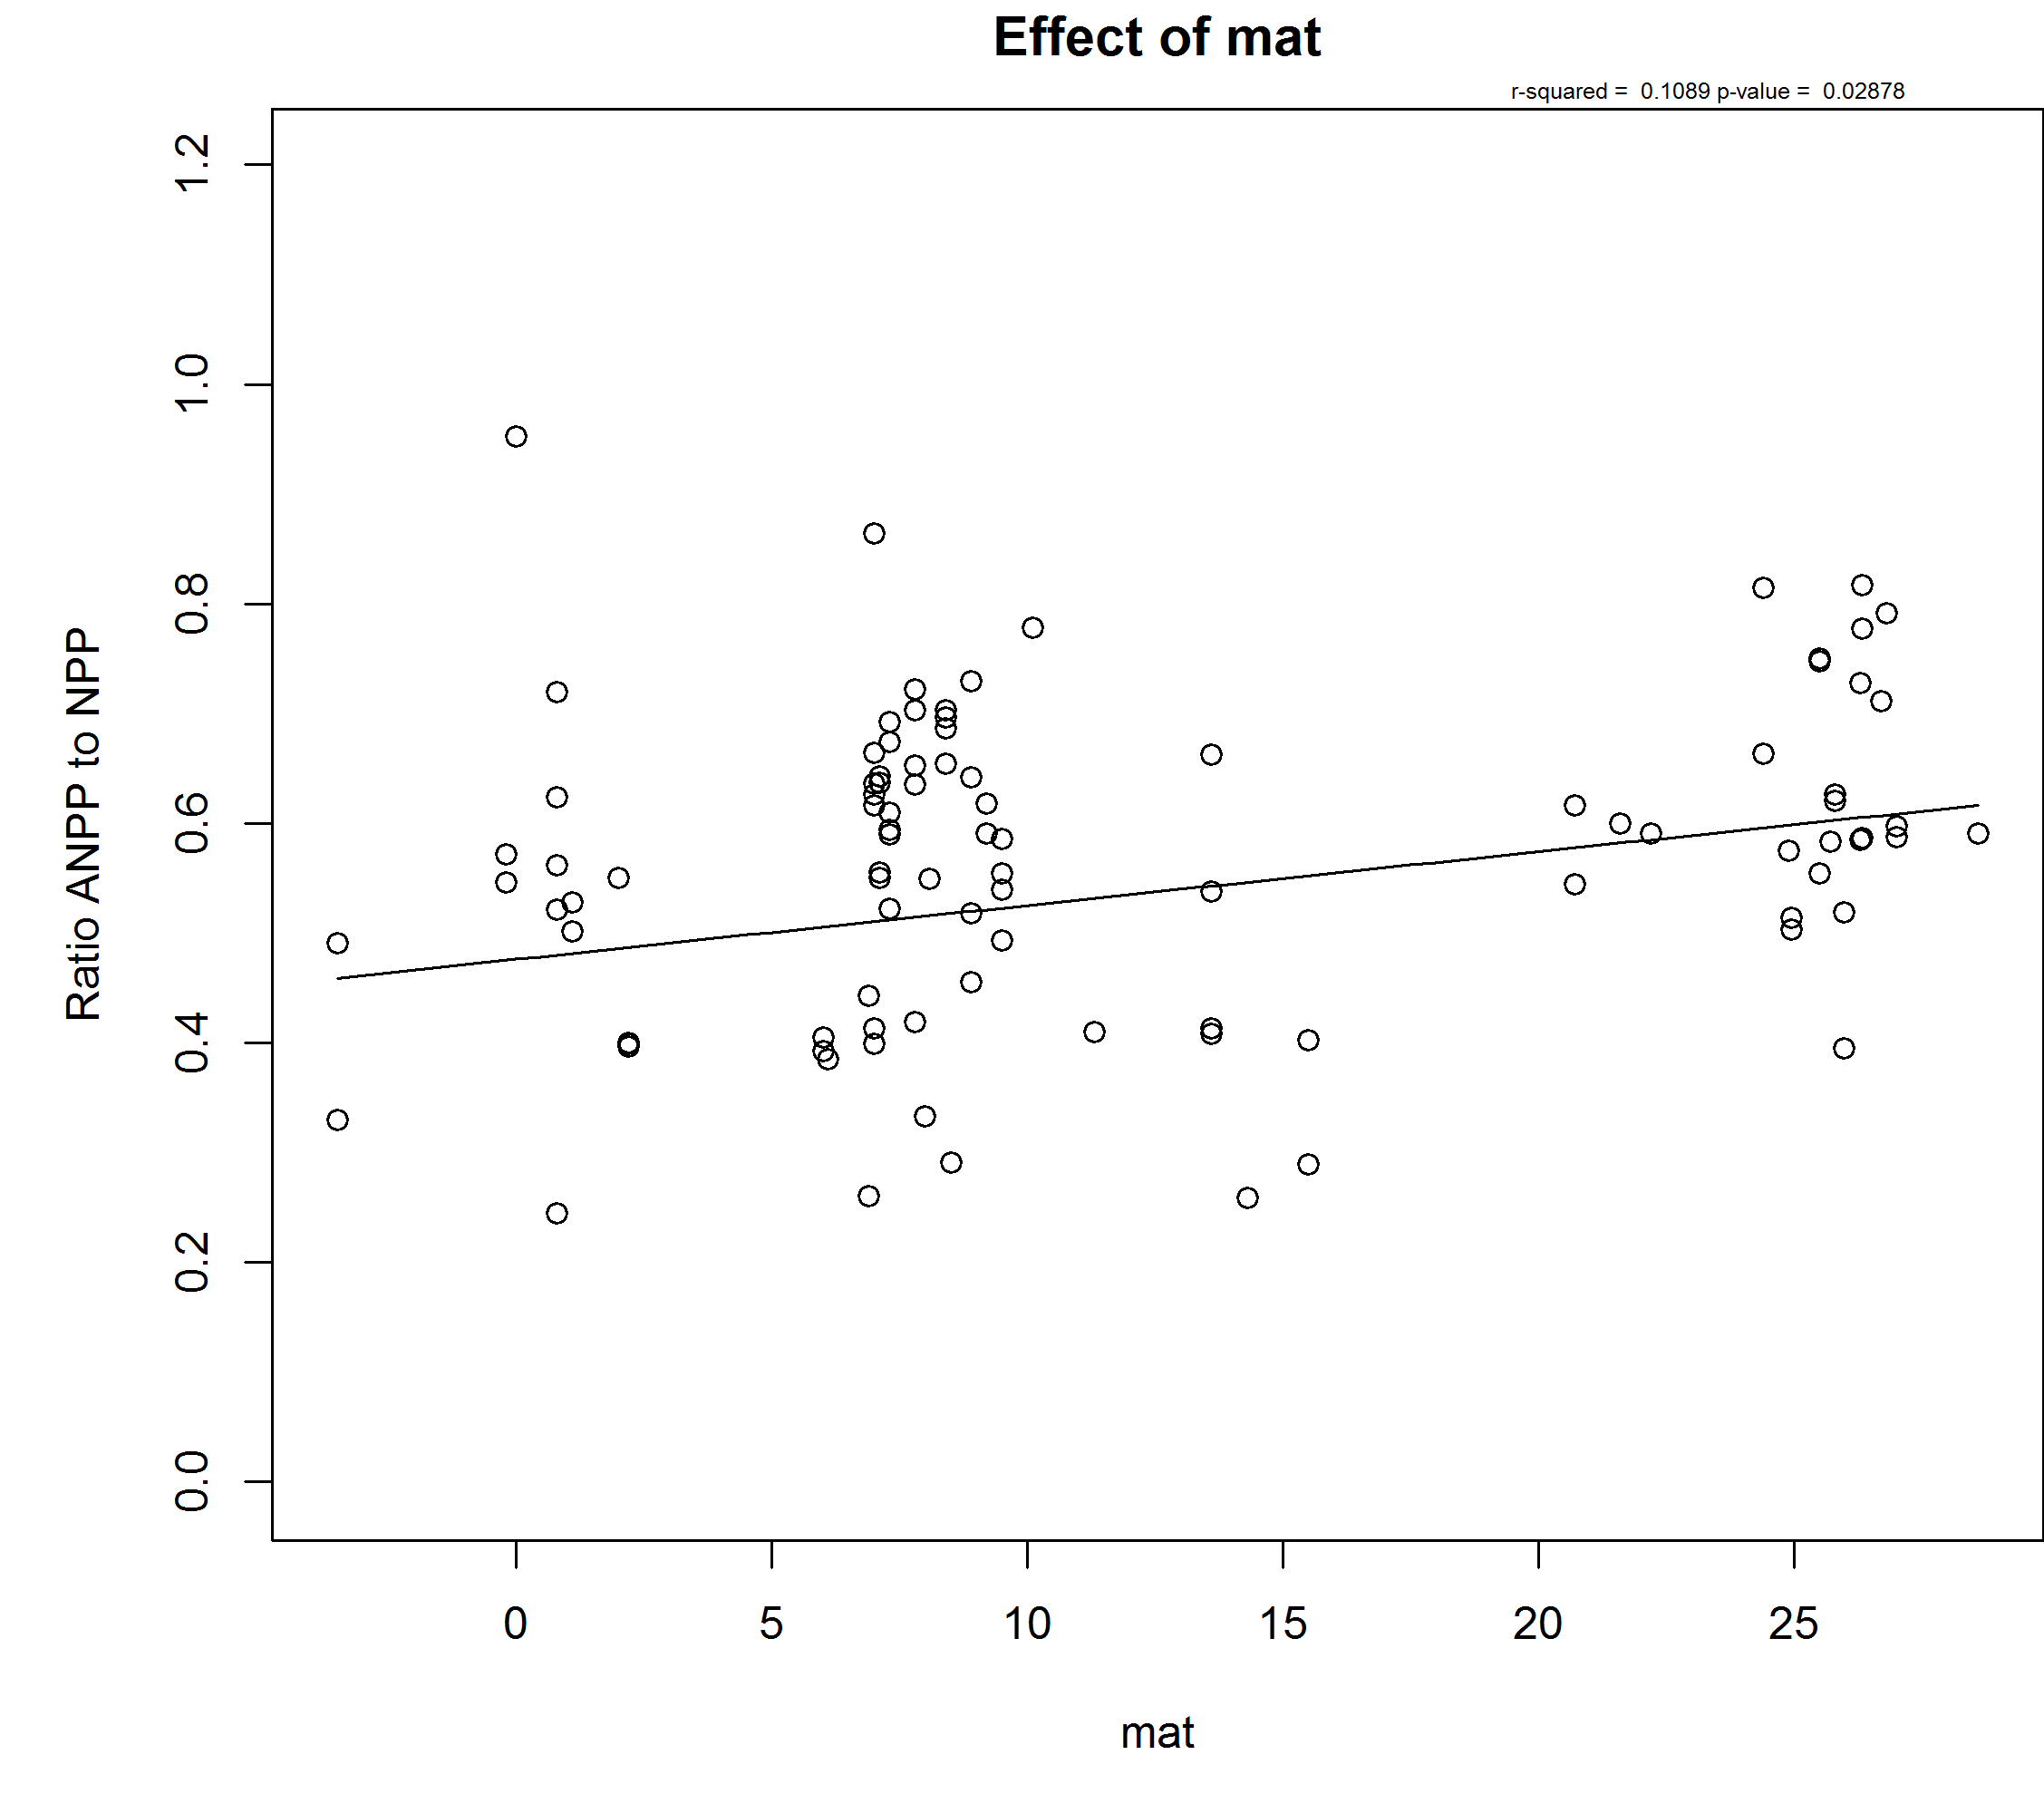 Effect of mat
r-squared =  0.1089 p-value =  0.02878
Ratio ANPP to NPP
1.2
1.0
0.8
0.6
0.4
0.2
0.0
0 5 10 15 20 25
mat